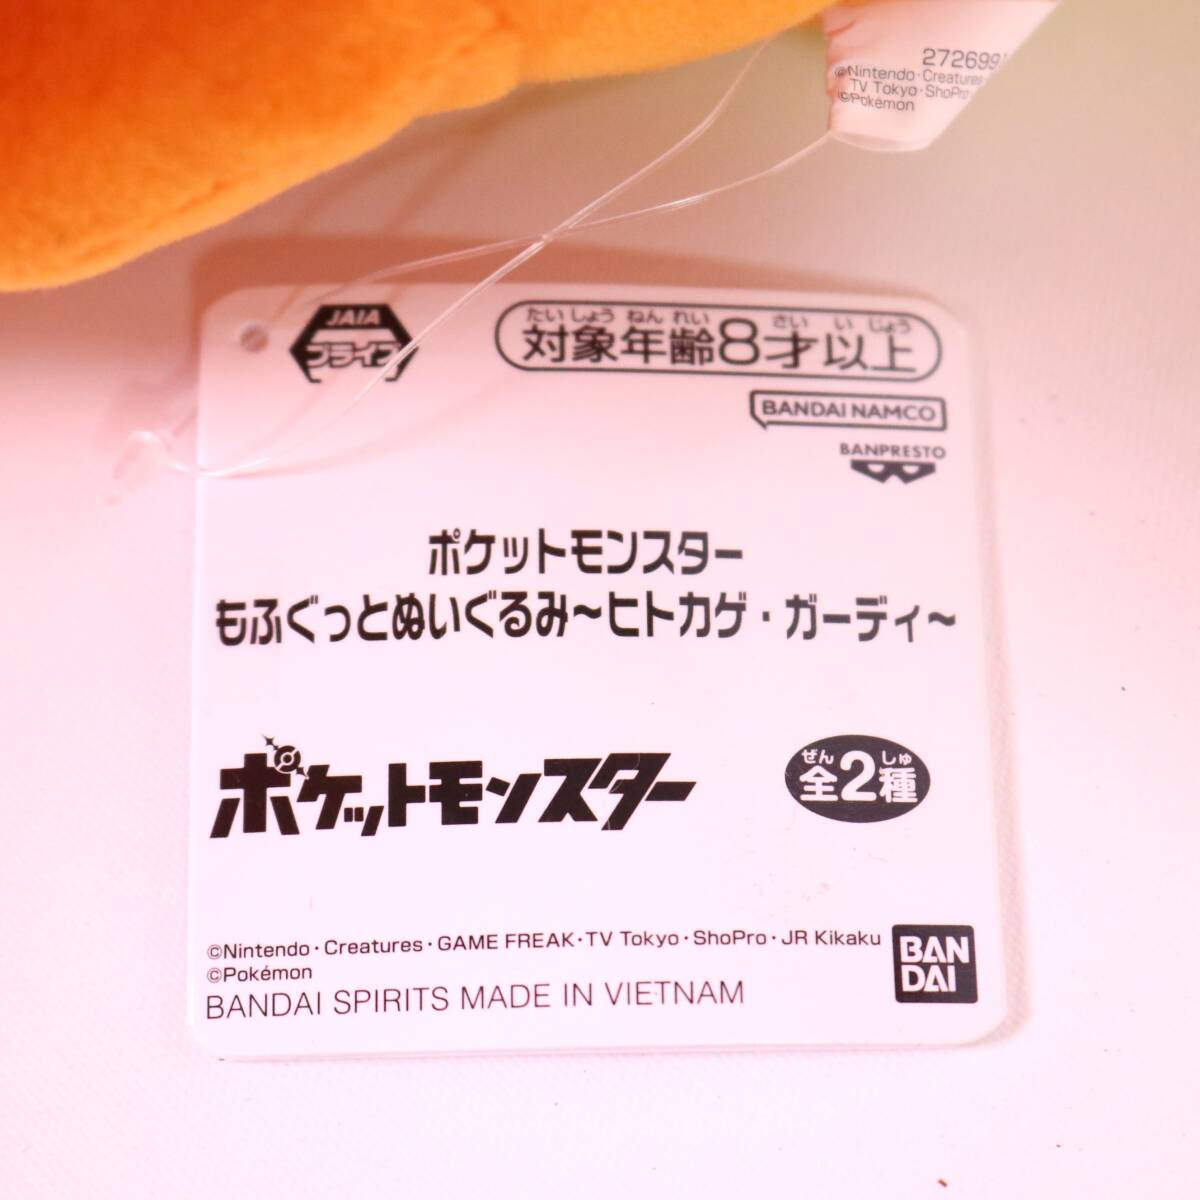 272699
©Nintendo・Creatures
TV Tokyo・ShoPro
©Pokémon
JAIA
プライズ
たいしょう ねん れい さい い じょう
対象年齢8才以上
BANDAI NAMCO
BANPRESTO
ポケットモンスター
もふぐっとぬいぐるみ～ヒトカゲ・ガーディ～
ポケットモンスター
ぜん しゅ
全2種
©Nintendo・Creatures・GAME FREAK・TV Tokyo・ShoPro・JR Kikaku
©Pokémon
BANDAI SPIRITS MADE IN VIETNAM
BAN
DAI